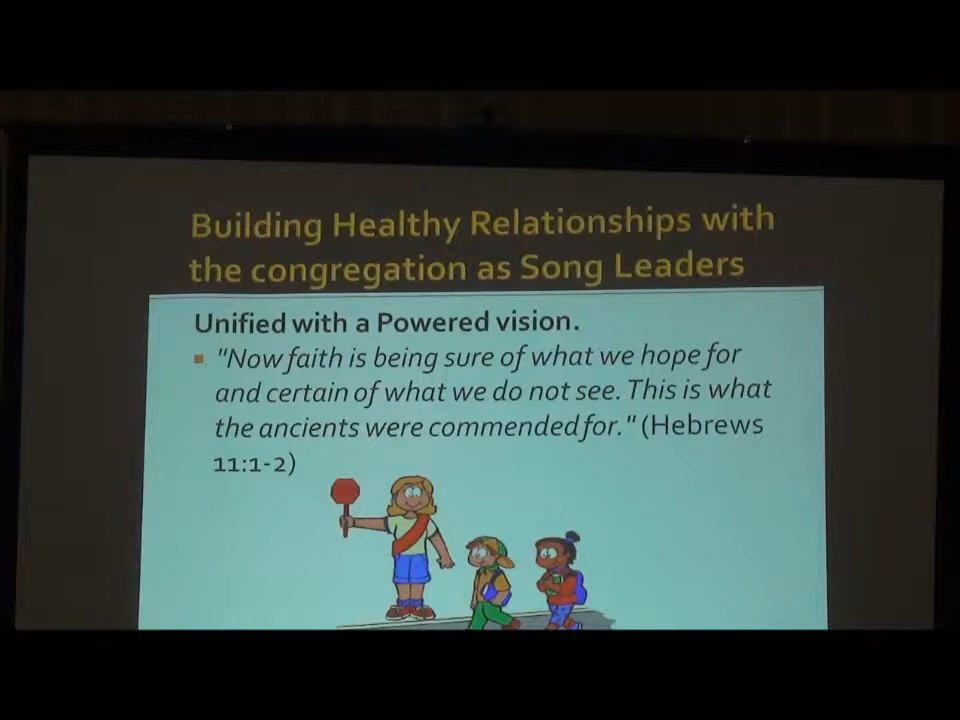 Building Healthy Relationships with
the congregation as Song Leaders
Unified with a Powered vision.
"Now faith is being sure of what we hope for
and certain of what we do not see. This is what
the ancients were commended for." (Hebrews
11:1-2)